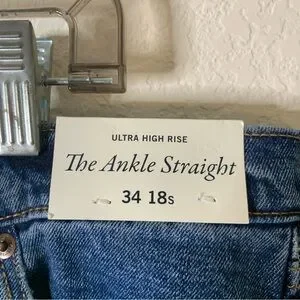 ULTRA HIGH RISE
The Ankle Straight
34 18s